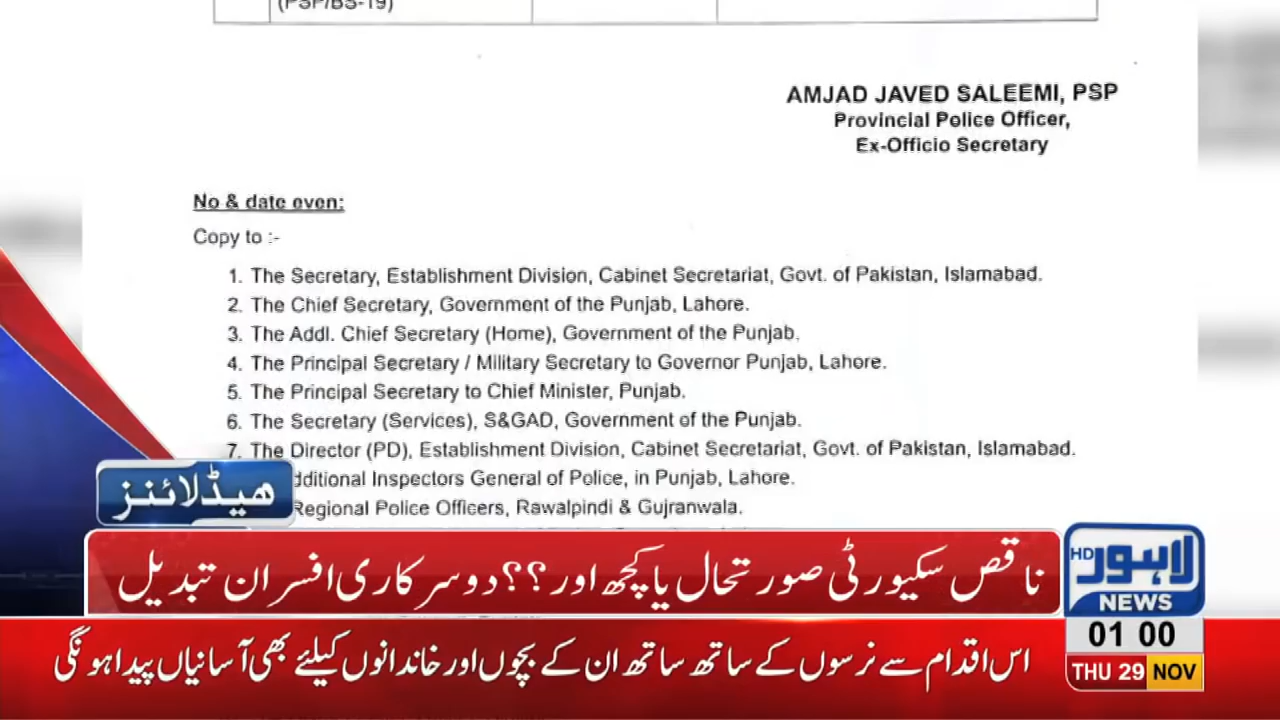 (PSP/BS-19)
AMJAD JAVED SALEEMI, PSP
Provincial Police Officer,
Ex-Officio Secretary
No & date even:
Copy to :-
1. The Secretary, Establishment Division, Cabinet Secretariat, Govt. of Pakistan, Islamabad.
2. The Chief Secretary, Government of the Punjab, Lahore.
3. The Addl. Chief Secretary (Home), Government of the Punjab.
4. The Principal Secretary / Military Secretary to Governor Punjab, Lahore.
5. The Principal Secretary to Chief Minister, Punjab.
6. The Secretary (Services), S&GAD, Government of the Punjab.
7. The Director (PD), Establishment Division, Cabinet Secretariat, Govt. of Pakistan, Islamabad.
dditional Inspectors General of Police, in Punjab, Lahore.
Regional Police Officers, Rawalpindi & Gujranwala.
ھیڈلائنز
ناقص سکیورٹی صورتحال یا کچھ اور؟؟ دو سرکاری افسران تبدیل
HD لاہور
NEWS
01 00
THU 29 NOV
اس اقدام سے نرسوں کے ساتھ ساتھ ان کے بچوں اور خاندانوں کیلئے بھی آسانیاں پیدا ہونگی